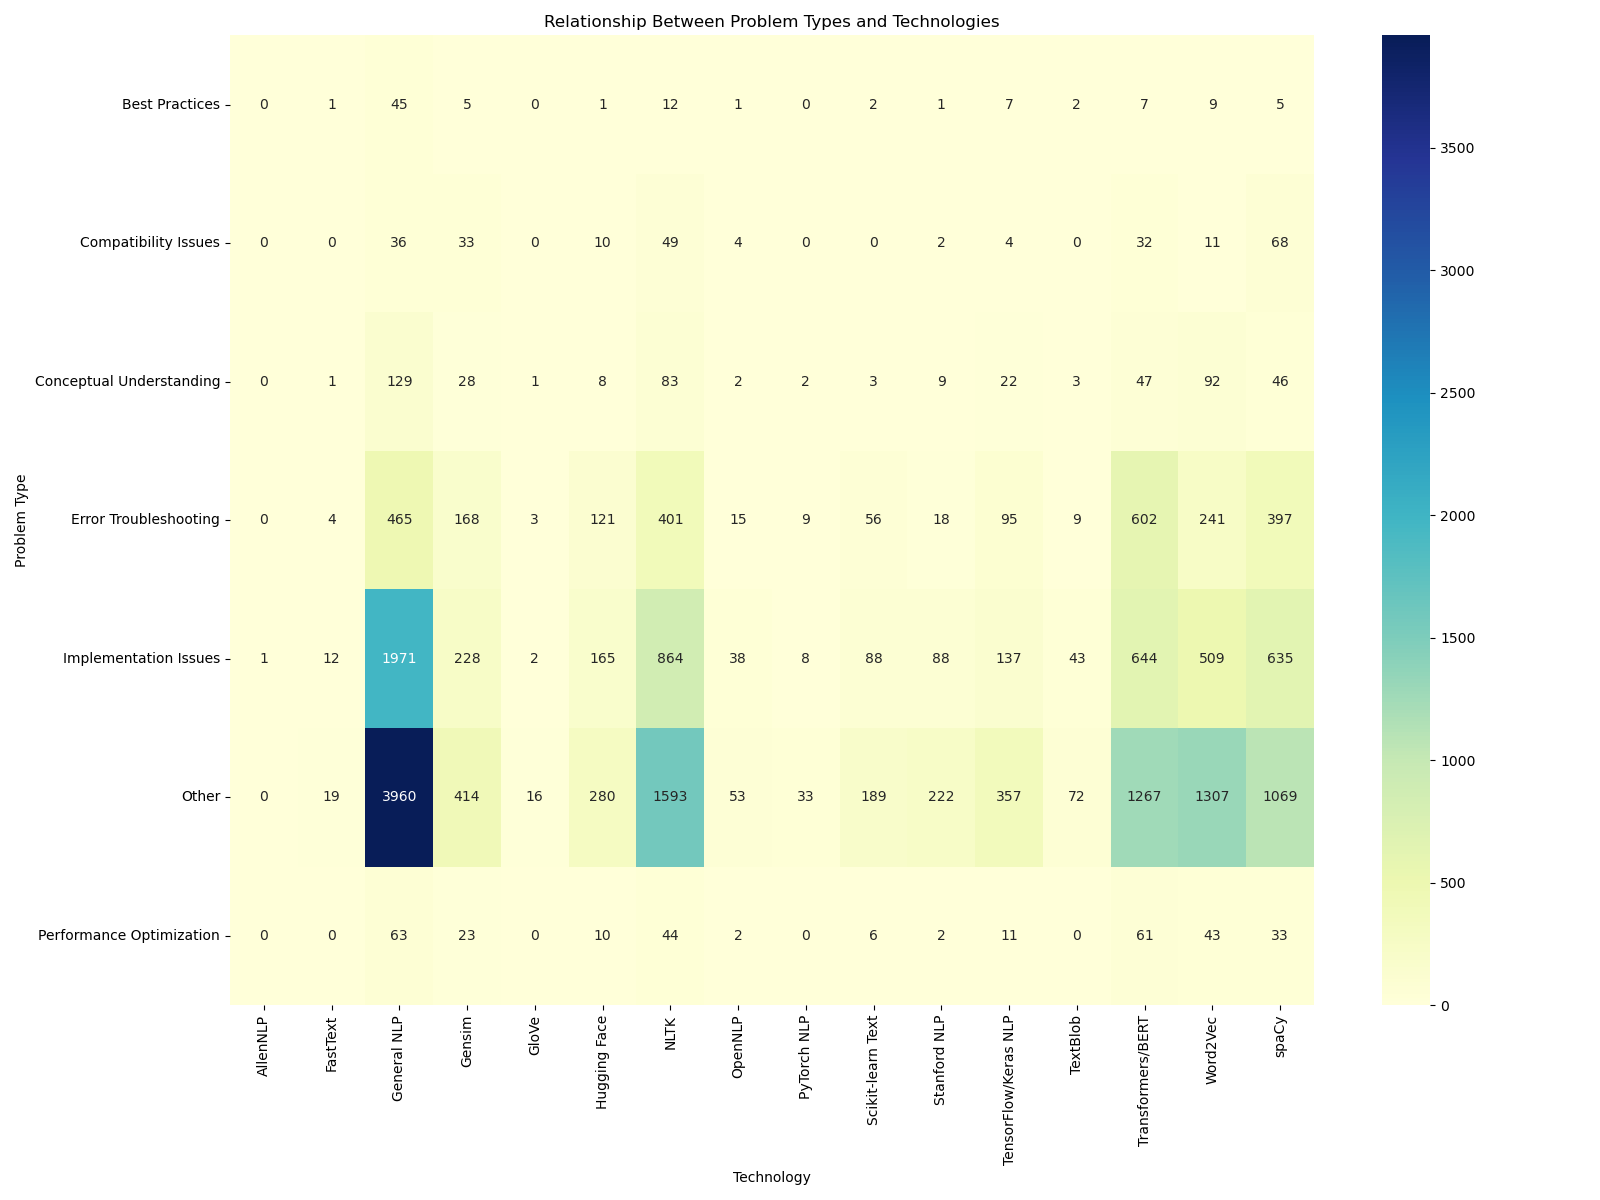 Relationship Between Problem Types and Technologies
Best Practices 0 1 45 5 0 1 12 1 0 2 1 7 2 7 9 5
Compatibility Issues 0 0 36 33 0 10 49 4 0 0 2 4 0 32 11 68
Conceptual Understanding 0 1 129 28 1 8 83 2 2 3 9 22 3 47 92 46
Error Troubleshooting 0 4 465 168 3 121 401 15 9 56 18 95 9 602 241 397
Implementation Issues 1 12 1971 228 2 165 864 38 8 88 88 137 43 644 509 635
Other 0 19 3960 414 16 280 1593 53 33 189 222 357 72 1267 1307 1069
Performance Optimization 0 0 63 23 0 10 44 2 0 6 2 11 0 61 43 33
Problem Type
AllenNLP
FastText
General NLP
Gensim
GloVe
Hugging Face
NLTK
OpenNLP
PyTorch NLP
Scikit-learn Text
Stanford NLP
TensorFlow/Keras NLP
TextBlob
Transformers/BERT
Word2Vec
spaCy
Technology
3500
3000
2500
2000
1500
1000
500
0